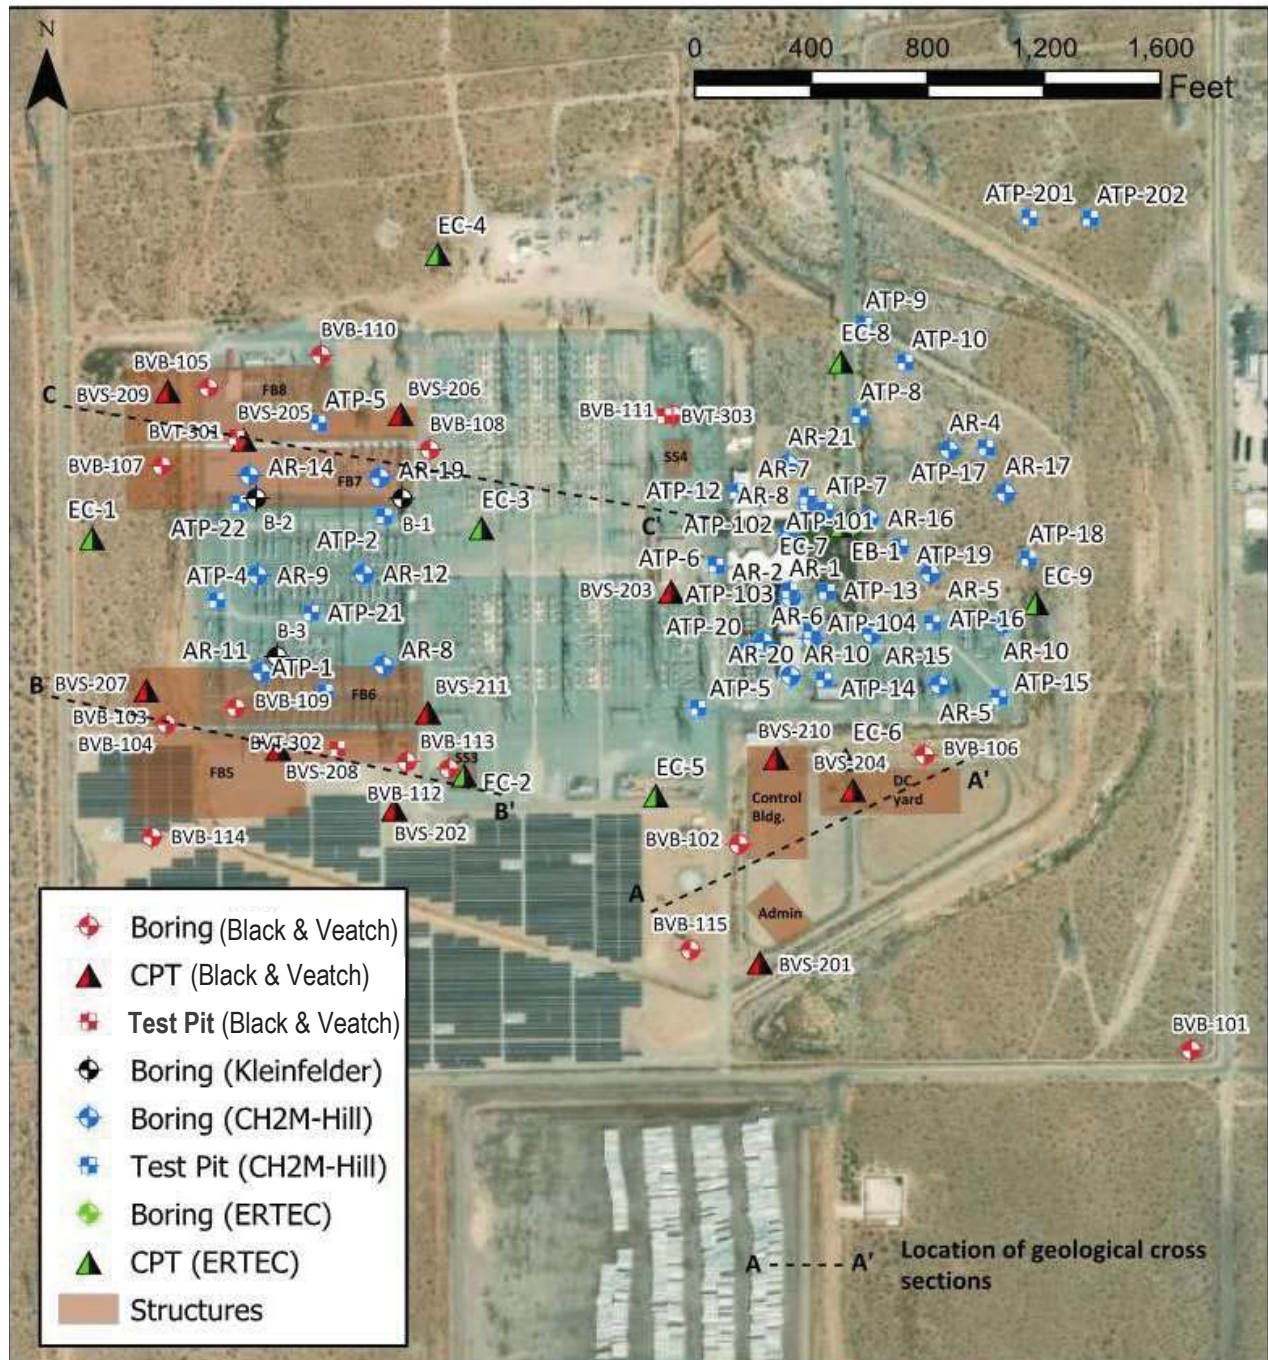 N
0 400 800 1,200 1,600
Feet
ATP-201 ATP-202
EC-4
ATP-9
EC-8
ATP-10
BVB-110
BVB-105
FB8
C
BVS-209
BVS-205
ATP-5
BVS-206
BVB-111
BVT-303
ATP-8
BVT-301
BVB-108
AR-4
AR-21
BVB-107
AR-14
FB7
AR-19
SS4
AR-7
ATP-17
AR-17
ATP-12
AR-8
ATP-7
EC-1
ATP-22
B-2
B-1
EC-3
C'
ATP-102
ATP-101
AR-16
ATP-2
EC-7
EB-1
ATP-18
ATP-6
AR-2
AR-1
ATP-19
EC-9
ATP-4
AR-9
AR-12
BVS-203
ATP-103
ATP-13
AR-5
ATP-21
ATP-20
AR-6
ATP-104
ATP-16
B-3
AR-11
ATP-1
AR-8
AR-20
AR-10
AR-15
AR-10
B
BVS-207
FB6
BVS-211
ATP-5
ATP-14
AR-5
ATP-15
BVB-103
BVB-109
BVB-104
BVT-302
BVB-113
BVS-210
EC-6
BVB-106
FB5
BVS-208
SS3
EC-2
EC-5
BVS-204
DC
yard
A'
BVB-112
B'
Control
Bldg.
BVS-202
BVB-114
BVB-102
A
Admin
BVB-115
BVS-201
BVB-101
Boring (Black & Veatch)
CPT (Black & Veatch)
Test Pit (Black & Veatch)
Boring (Kleinfelder)
Boring (CH2M-Hill)
Test Pit (CH2M-Hill)
Boring (ERTEC)
CPT (ERTEC)
Structures
A A' Location of geological cross
sections